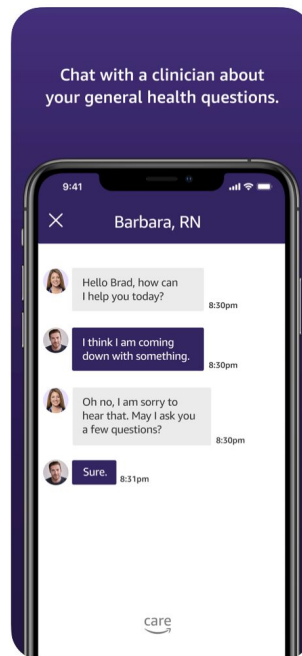 Chat with a clinician about
your general health questions.
9:41
Barbara, RN
Hello Brad, how can
I help you today?
8:30pm
I think I am coming
down with something.
8:30pm
Oh no, I am sorry to
hear that. May I ask you
a few questions?
8:30pm
Sure.
8:31pm
care